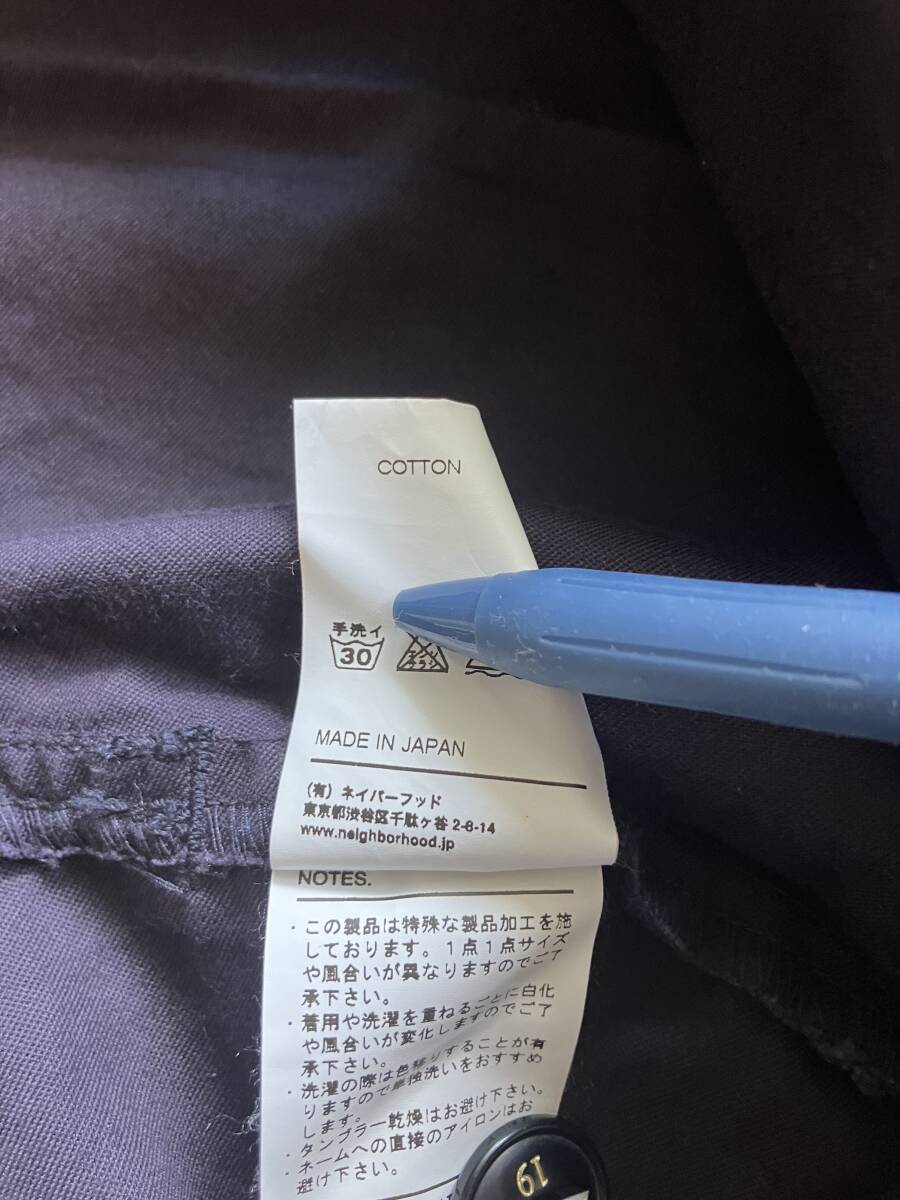 COTTON
手洗イ
30
MADE IN JAPAN
(有) ネイバーフッド
東京都渋谷区千駄ヶ谷 2-8-14
www.neighborhood.jp
NOTES.
・この製品は特殊な製品加工を施
しております。1点1点サイズ
や風合いが異なりますのでご了
承下さい。
・着用や洗濯を重ねるごとに白化
や風合いが変化しますのでご了
承下さい。
・洗濯の際は色移りすることが有
りますので単独洗いをおすすめ
します。
・タンブラー乾燥はお避け下さい。
・ネームへの直接のアイロンはお
避け下さい。
19